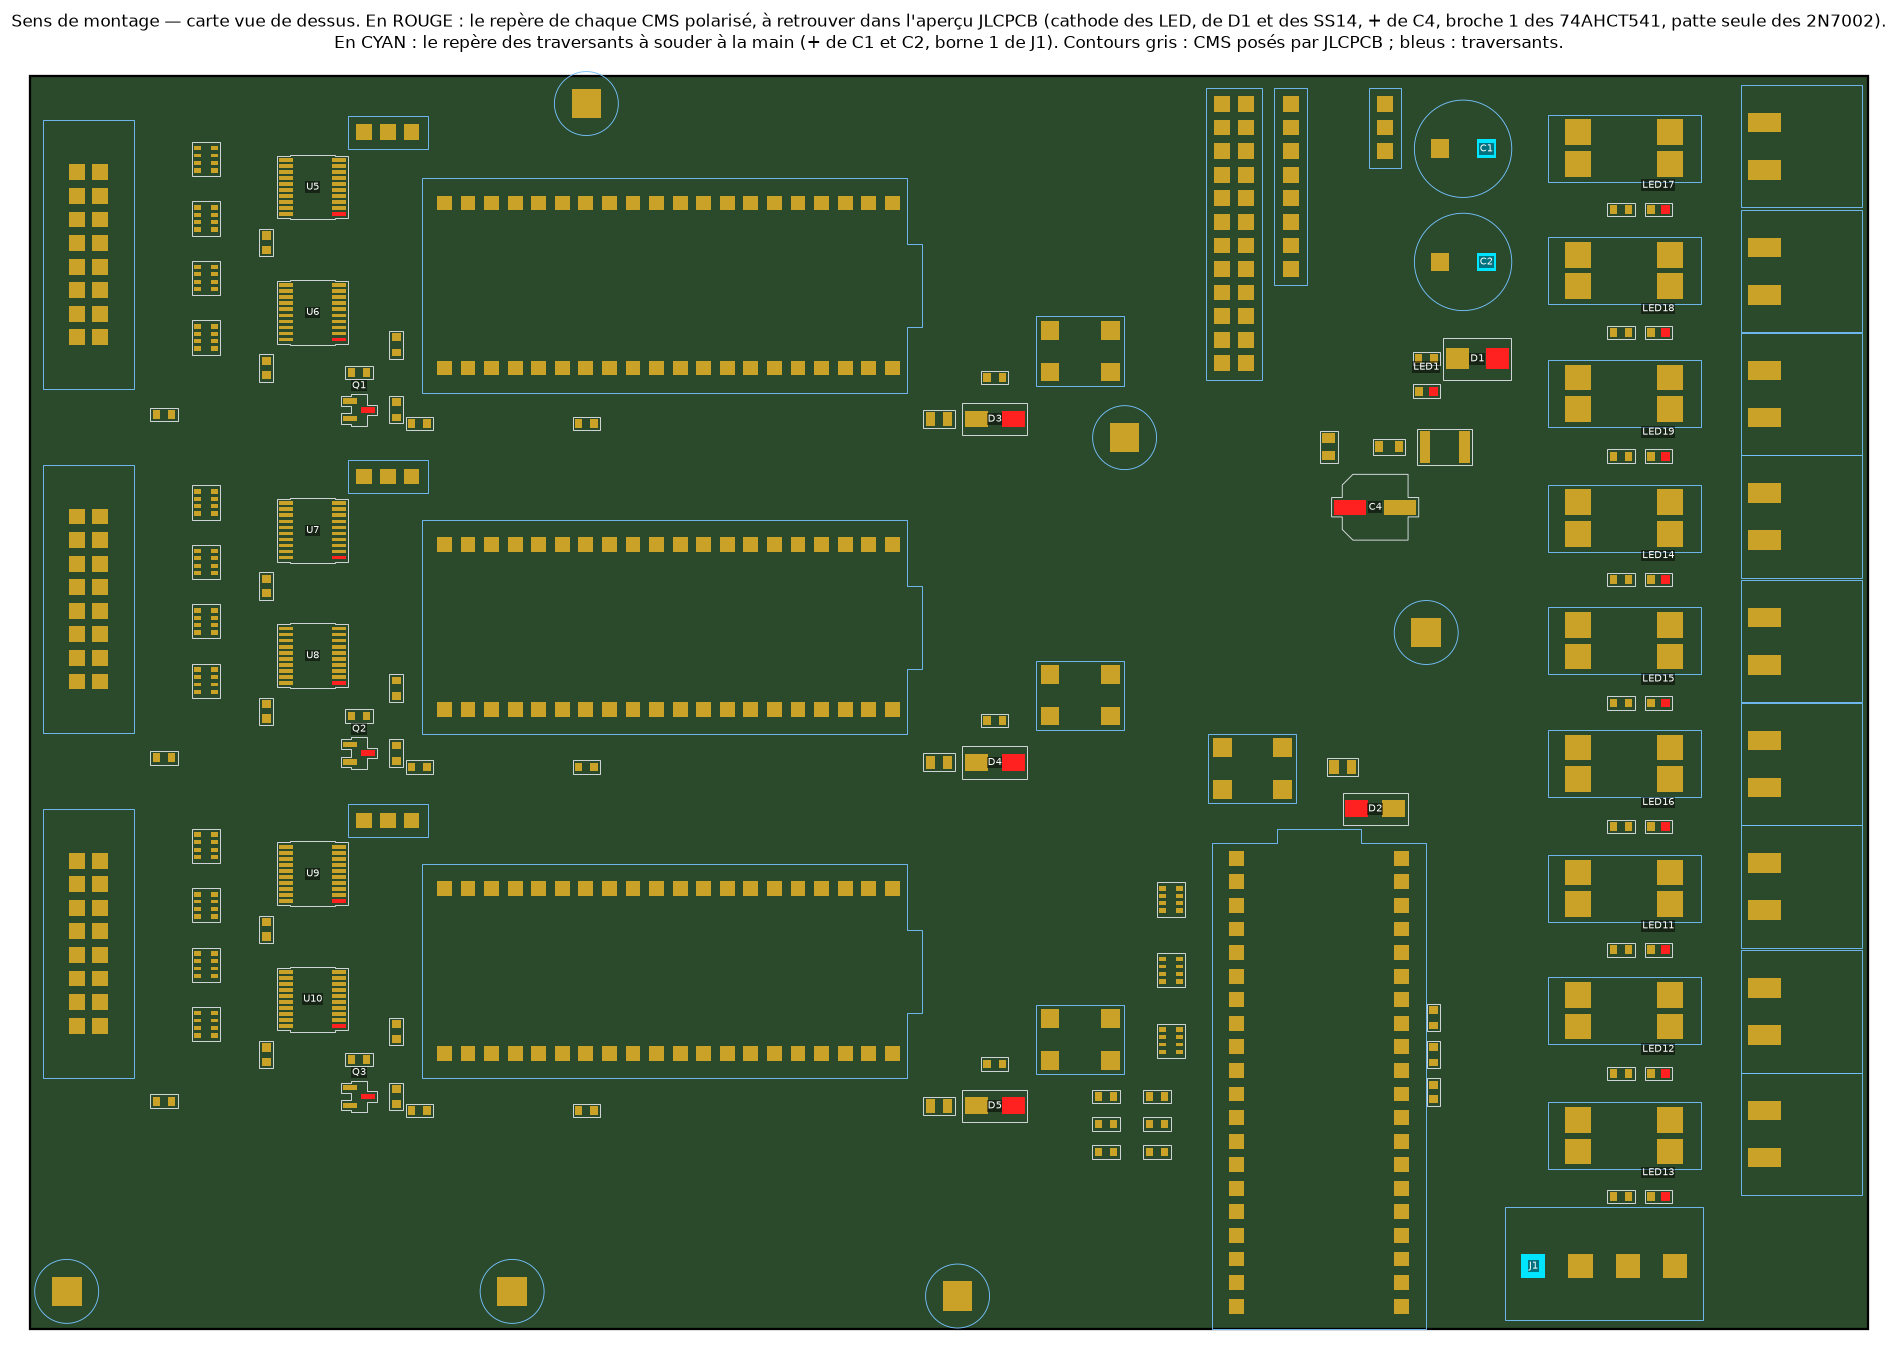 Sens de montage — carte vue de dessus. En ROUGE : le repère de chaque CMS polarisé, à retrouver dans l'aperçu JLCPCB (cathode des LED, de D1 et des SS14, + de C4, broche 1 des 74AHCT541, patte seule des 2N7002).
En CYAN : le repère des traversants à souder à la main (+ de C1 et C2, borne 1 de J1). Contours gris : CMS posés par JLCPCB ; bleus : traversants.
C1
U5
LED17
C2
U6
LED18
D1
LED1
Q1
D3
LED19
C4
U7
LED14
U8
LED15
Q2
D4
LED16
D2
U9
LED11
U10
LED12
Q3
D5
LED13
J1